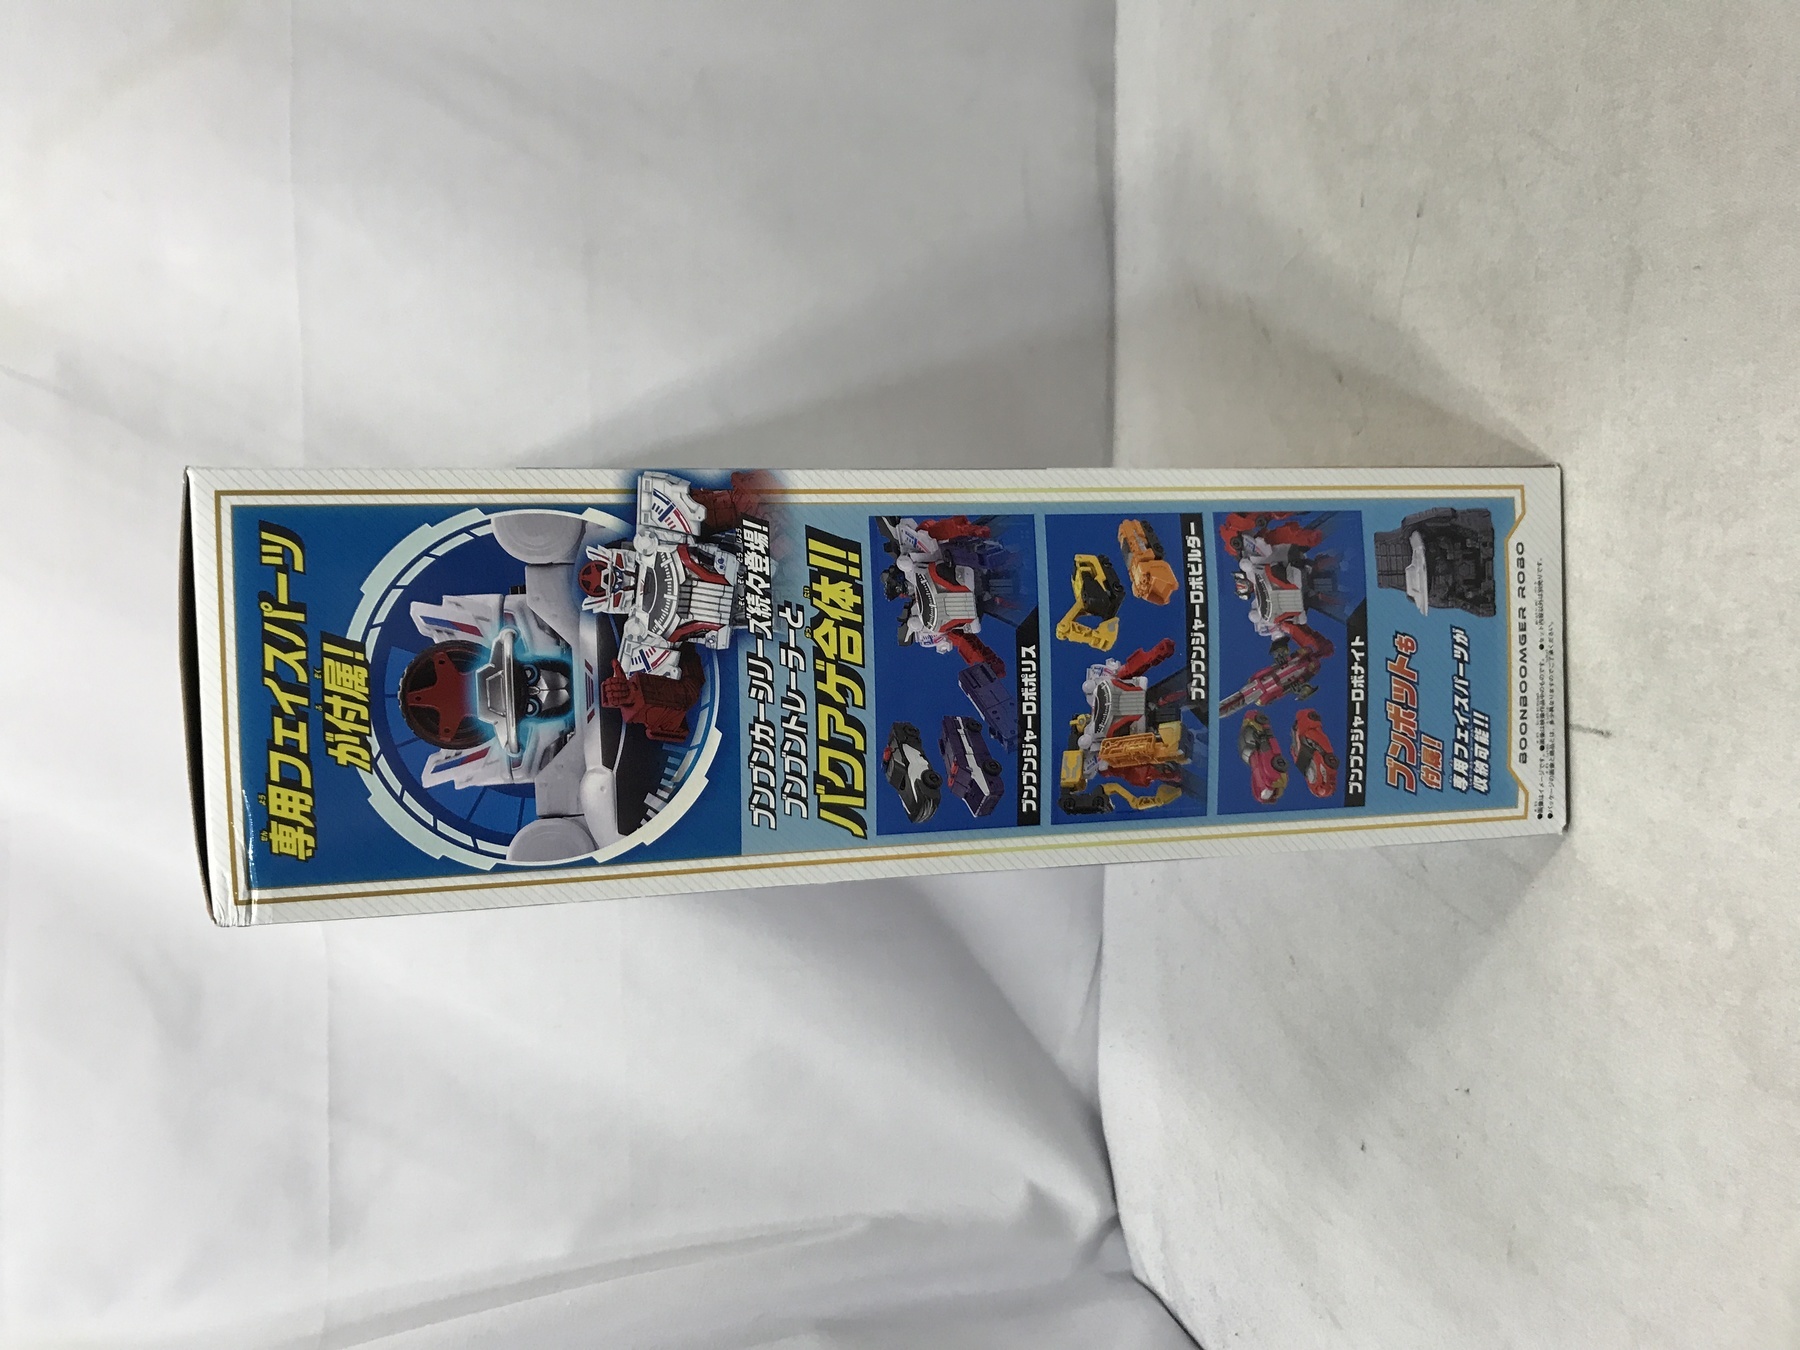 専用フェイスパーツ
が付属!
ブンブンカーシリーズ続々登場!
ブンブントレーラーと
バクアゲ合体!!
ブンブンジャーロボポリス
ブンブンジャーロボビルダー
ブンブンジャーロボナイト
ブンボットも
付属!
専用フェイスパーツが
収納可能!!
BOONBOOMGER ROBO